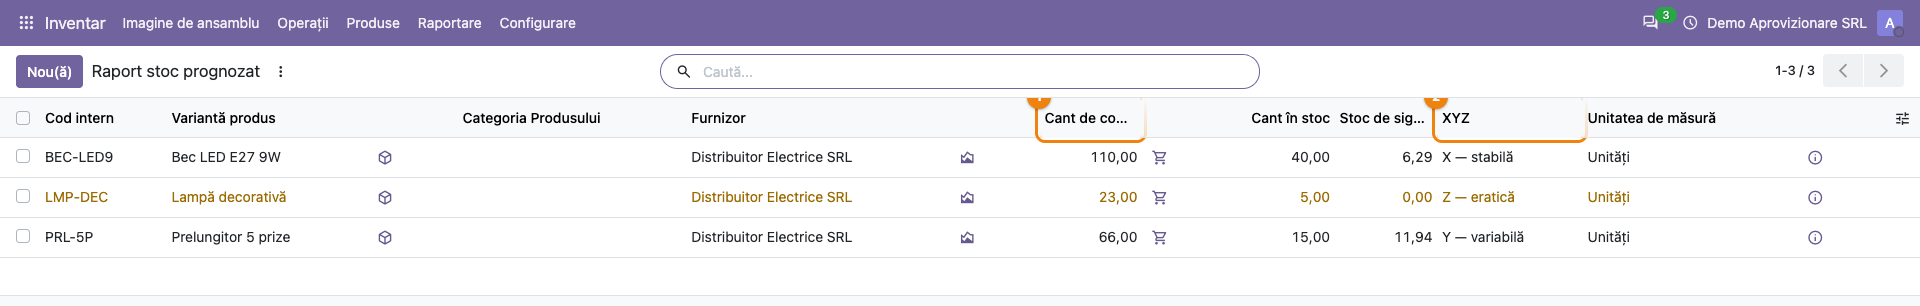 Inventar Imagine de ansamblu Operații Produse Raportare Configurare 3 Demo Aprovizionare SRL A
Nou(ă) Raport stoc prognozat Caută... 1-3 / 3
Cod intern Variantă produs Categoria Produsului Furnizor Cant de co... Cant în stoc Stoc de sig... XYZ Unitatea de măsură
BEC-LED9 Bec LED E27 9W Distribuitor Electrice SRL 110,00 40,00 6,29 X — stabilă Unități
LMP-DEC Lampă decorativă Distribuitor Electrice SRL 23,00 5,00 0,00 Z — eratică Unități
PRL-5P Prelungitor 5 prize Distribuitor Electrice SRL 66,00 15,00 11,94 Y — variabilă Unități